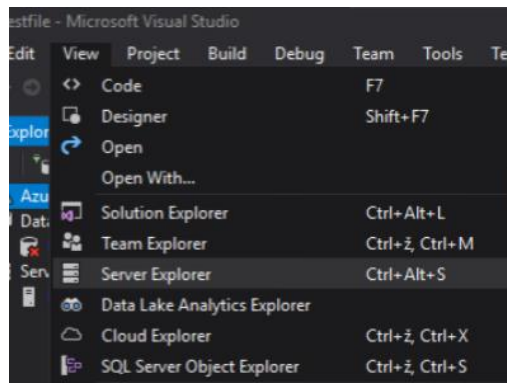 estfile - Microsoft Visual Studio
Edit View Project Build Debug Team Tools Te
Code F7
Designer Shift+F7
Explor
Open
Open With...
Azu
Solution Explorer Ctrl+Alt+L
Data
Team Explorer Ctrl+ž, Ctrl+M
Serv
Server Explorer Ctrl+Alt+S
Data Lake Analytics Explorer
Cloud Explorer Ctrl+ž, Ctrl+X
SQL Server Object Explorer Ctrl+ž, Ctrl+S